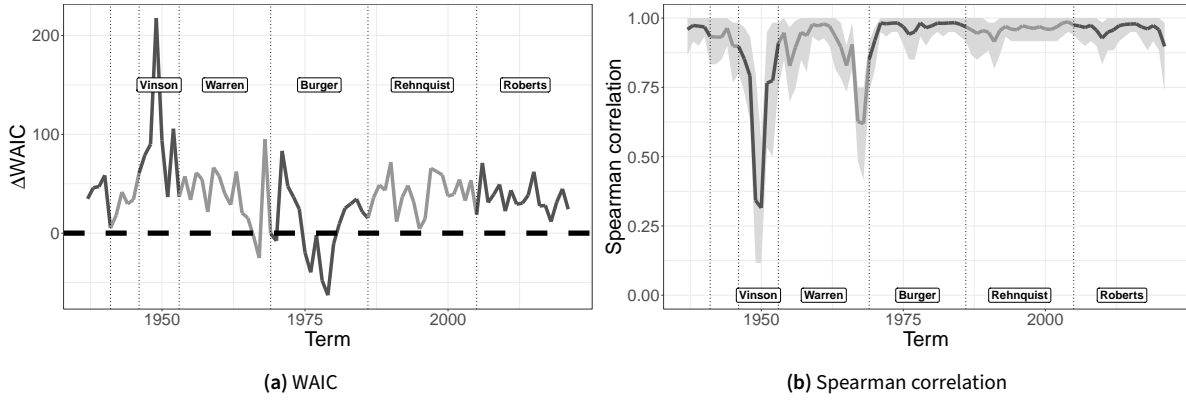 200
100
0
ΔWAIC
Vinson
Warren
Burger
Rehnquist
Roberts
1950
1975
2000
Term
(a) WAIC
1.00
0.75
0.50
0.25
0.00
Spearman correlation
Vinson
Warren
Burger
Rehnquist
Roberts
1950
1975
2000
Term
(b) Spearman correlation